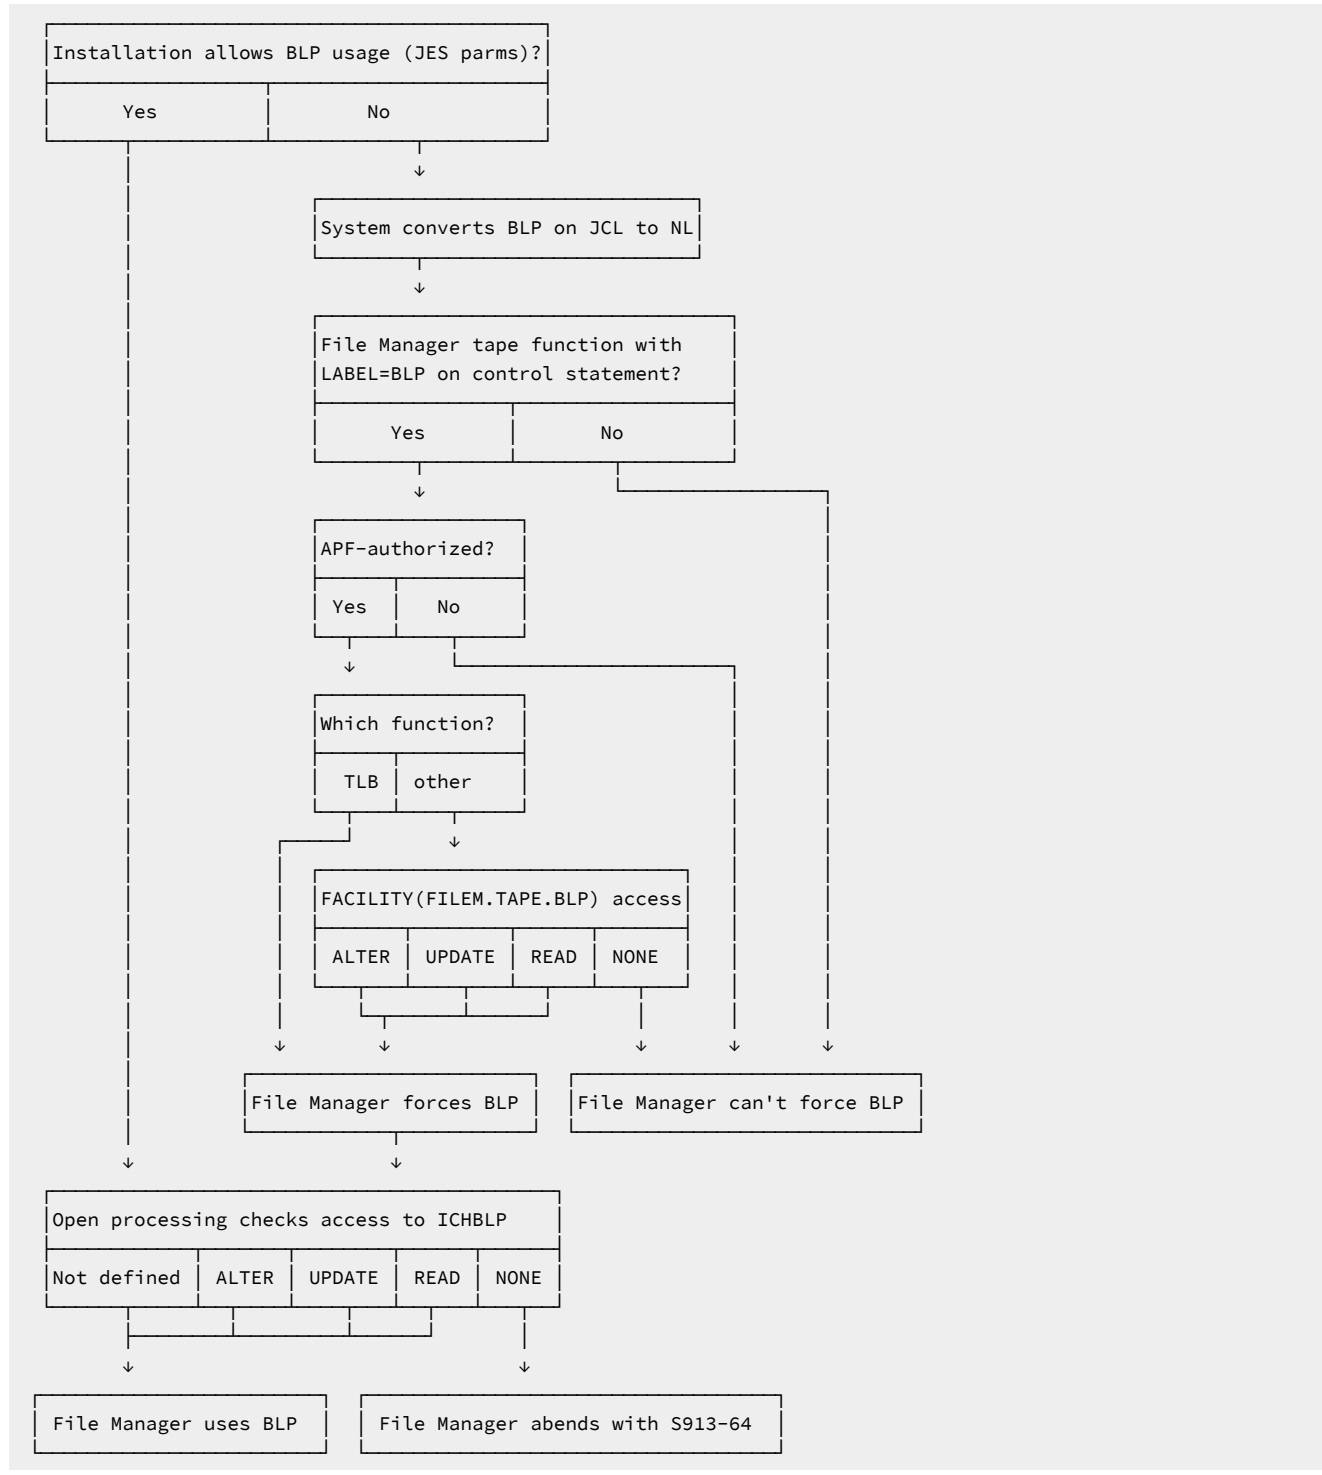 Installation allows BLP usage (JES parms)?
Yes No
System converts BLP on JCL to NL
File Manager tape function with
LABEL=BLP on control statement?
Yes No
APF-authorized?
Yes No
Which function?
TLB other
FACILITY(FILEM.TAPE.BLP) access
ALTER UPDATE READ NONE
File Manager forces BLP File Manager can't force BLP
Open processing checks access to ICHBLP
Not defined ALTER UPDATE READ NONE
File Manager uses BLP File Manager abends with S913-64